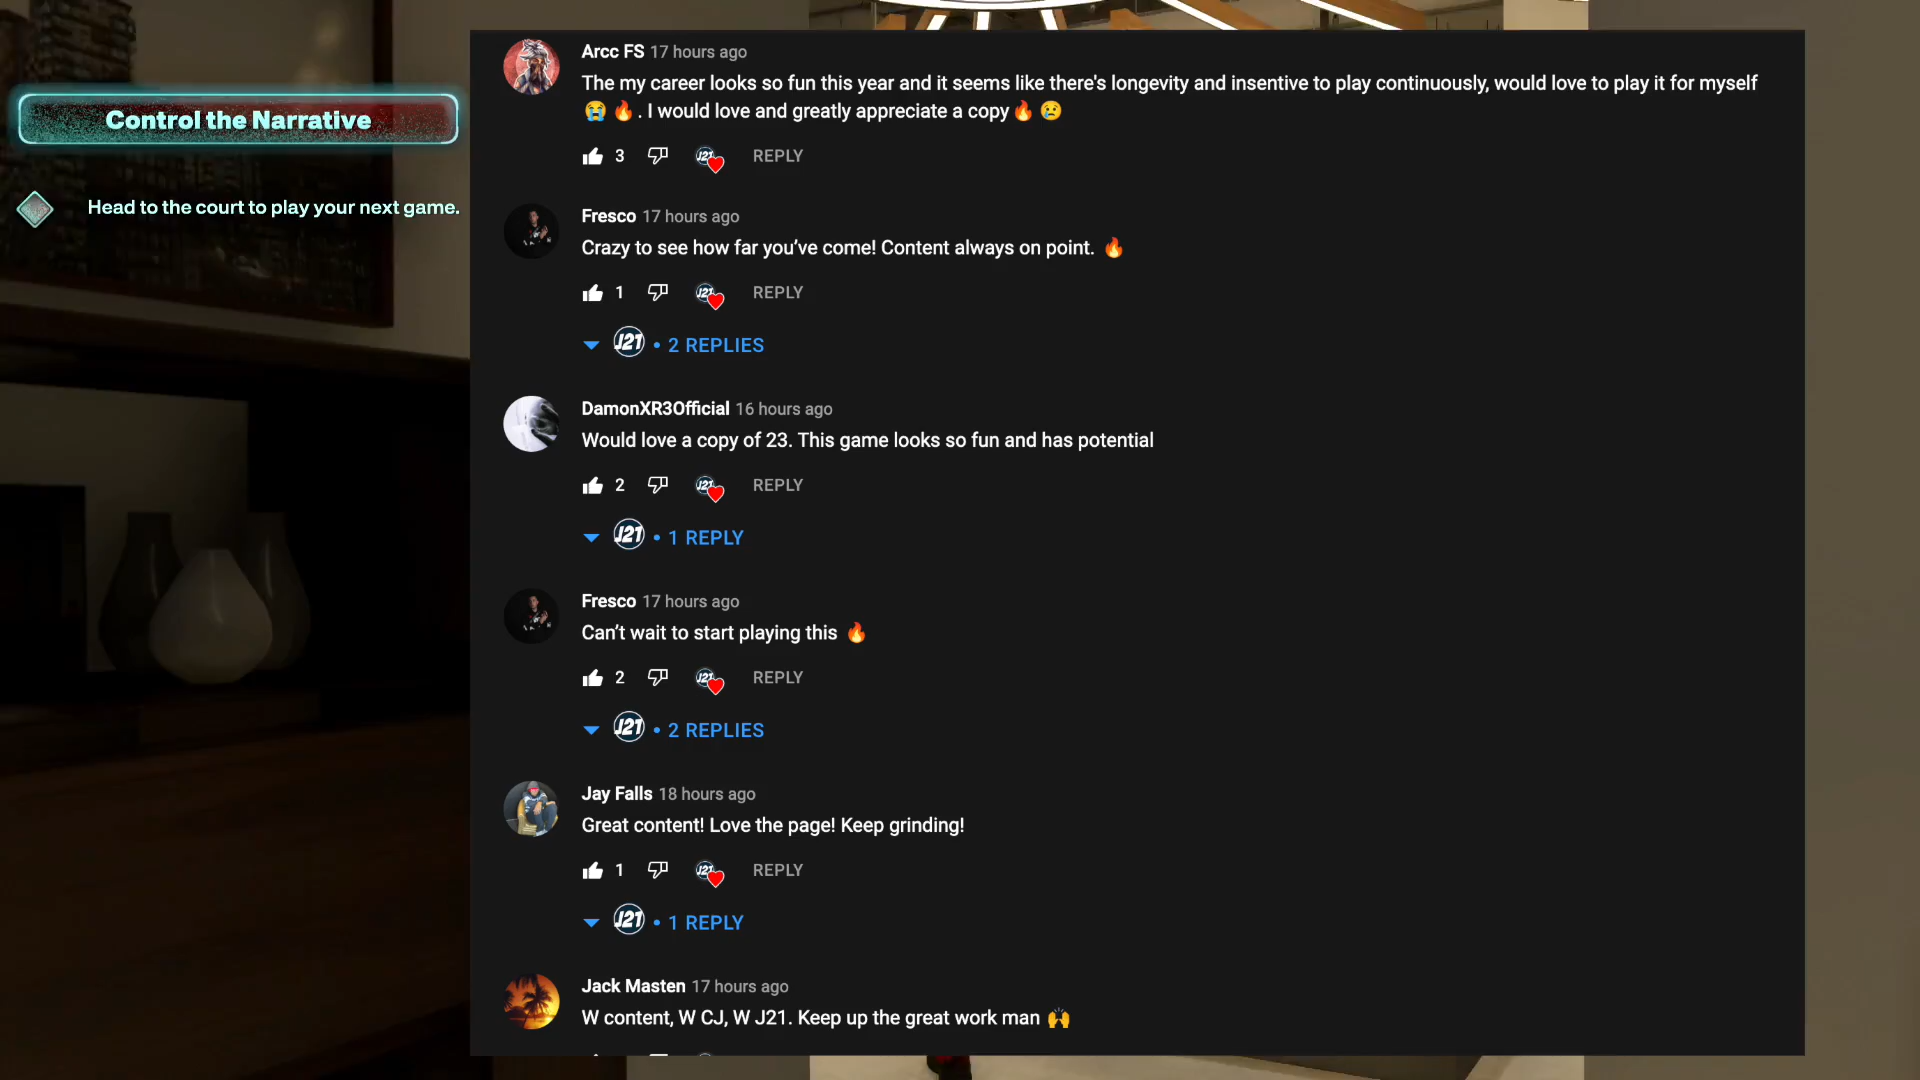 Control the Narrative
Head to the court to play your next game.
Arcc FS 17 hours ago
The my career looks so fun this year and it seems like there's longevity and insentive to play continuously, would love to play it for myself
😭 🔥 . I would love and greatly appreciate a copy 🔥 😢
3 J21 REPLY
Fresco 17 hours ago
Crazy to see how far you’ve come! Content always on point. 🔥
1 J21 REPLY
J21 • 2 REPLIES
DamonXR3Official 16 hours ago
Would love a copy of 23. This game looks so fun and has potential
2 J21 REPLY
J21 • 1 REPLY
Fresco 17 hours ago
Can’t wait to start playing this 🔥
2 J21 REPLY
J21 • 2 REPLIES
Jay Falls 18 hours ago
Great content! Love the page! Keep grinding!
1 J21 REPLY
J21 • 1 REPLY
Jack Masten 17 hours ago
W content, W CJ, W J21. Keep up the great work man 🙌